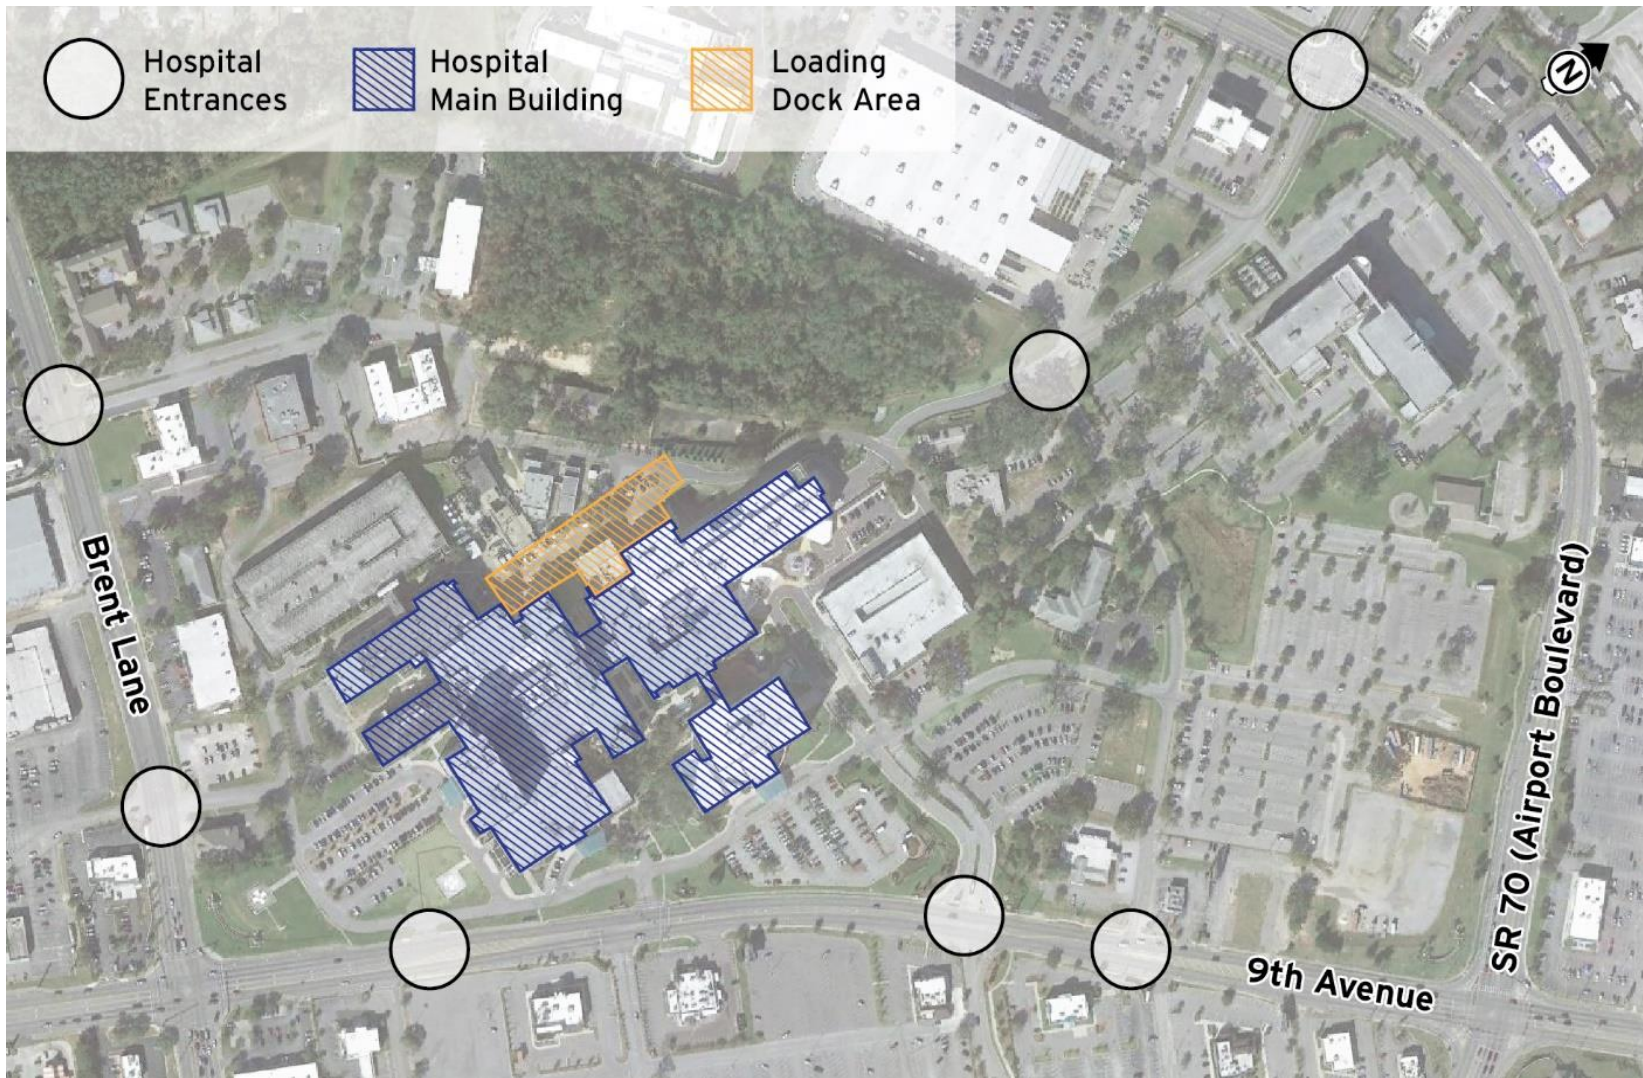 Hospital
Entrances
Hospital
Main Building
Loading
Dock Area
N
Brent Lane
SR 70 (Airport Boulevard)
9th Avenue